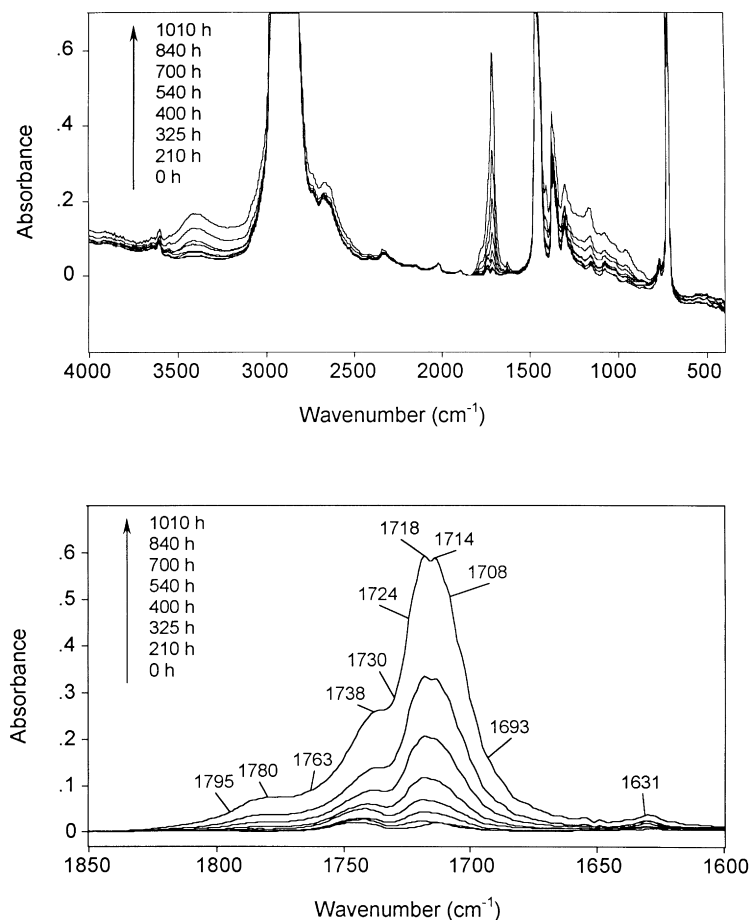 1010 h
840 h
700 h
540 h
400 h
325 h
210 h
0 h
.6
.4
.2
0
Absorbance
4000 3500 3000 2500 2000 1500 1000 500
Wavenumber (cm-1)
1010 h
840 h
700 h
540 h
400 h
325 h
210 h
0 h
.6
.5
.4
.3
.2
.1
0
Absorbance
1718 1714
1708
1724
1730
1738
1693
1763
1780
1795
1631
1850 1800 1750 1700 1650 1600
Wavenumber (cm-1)